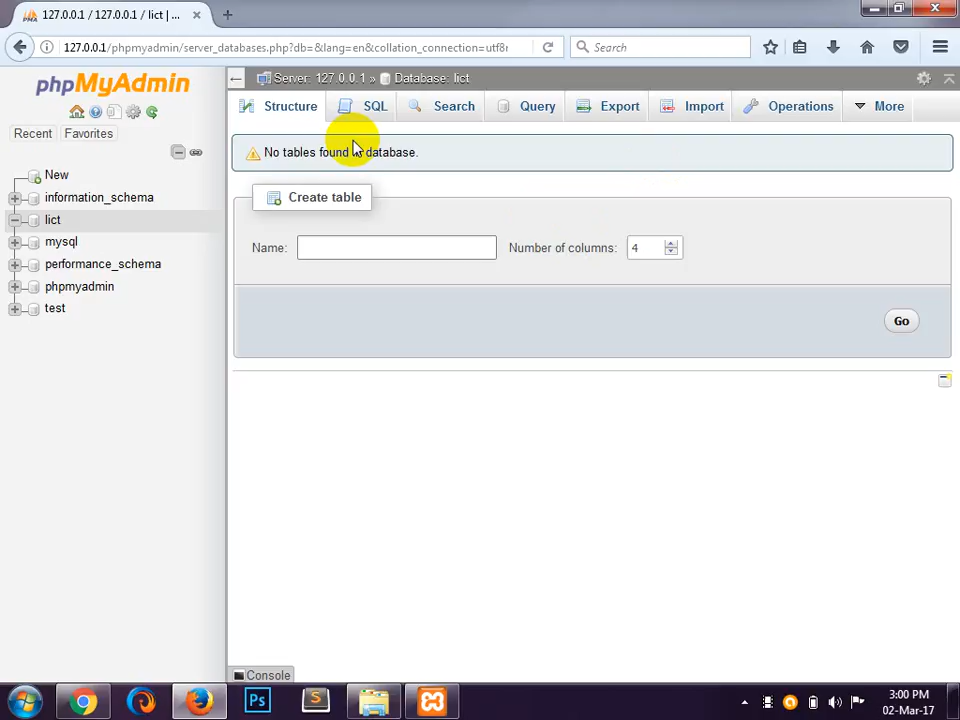 127.0.0.1 / 127.0.0.1 / lict | ...
127.0.0.1/phpmyadmin/server_databases.php?db=&lang=en&collation_connection=utf8r
Search
phpMyAdmin
Recent
Favorites
New
information_schema
lict
mysql
performance_schema
phpmyadmin
test
Server: 127.0.0.1 » Database: lict
Structure
SQL
Search
Query
Export
Import
Operations
More
No tables found database.
Create table
Name:
Number of columns: 4
Go
Console
Ps
S
3:00 PM
02-Mar-17